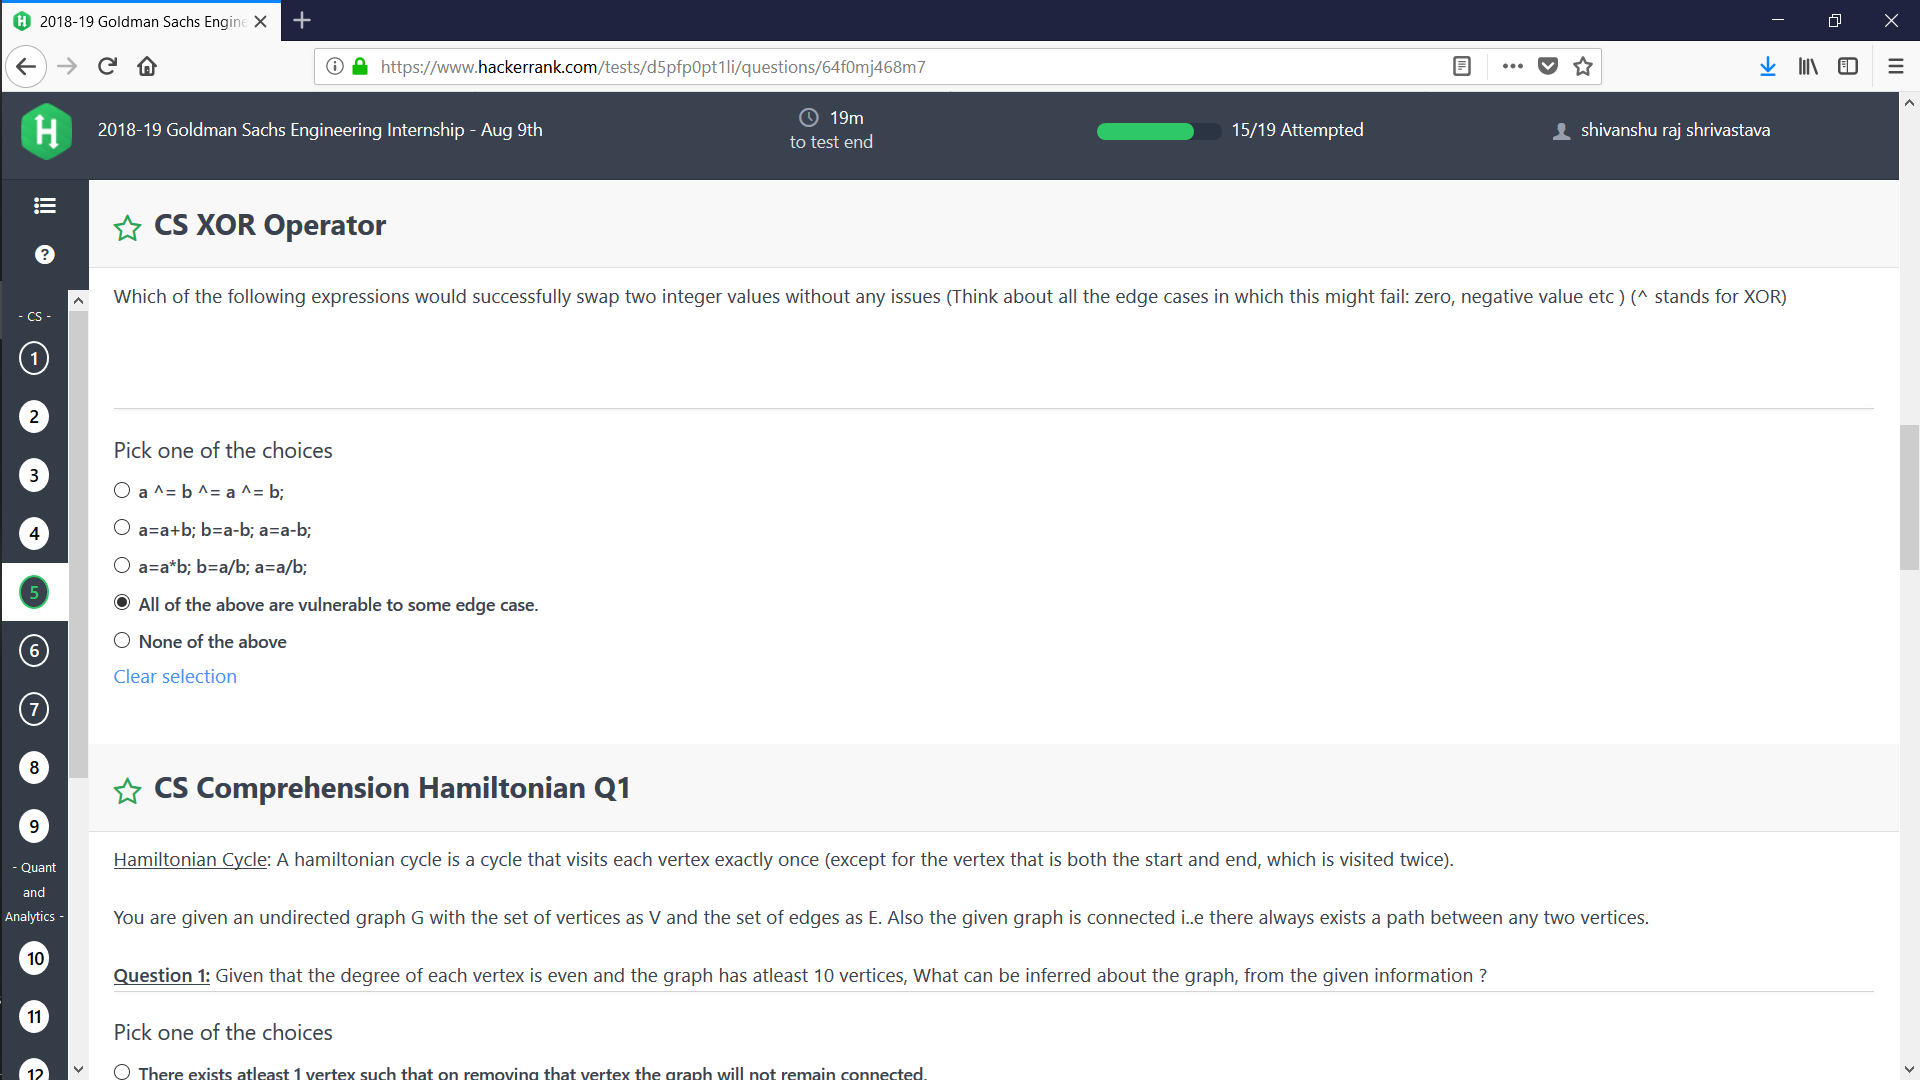 2018-19 Goldman Sachs Engine
https://www.hackerrank.com/tests/d5pfp0pt1li/questions/64f0mj468m7
H
2018-19 Goldman Sachs Engineering Internship - Aug 9th
19m
to test end
15/19 Attempted
shivanshu raj shrivastava
?
- CS -
1
2
3
4
5
6
7
8
9
- Quant
and
Analytics -
10
11
12
CS XOR Operator
Which of the following expressions would successfully swap two integer values without any issues (Think about all the edge cases in which this might fail: zero, negative value etc ) (^ stands for XOR)
Pick one of the choices
a ^= b ^= a ^= b;
a=a+b; b=a-b; a=a-b;
a=a*b; b=a/b; a=a/b;
All of the above are vulnerable to some edge case.
None of the above
Clear selection
CS Comprehension Hamiltonian Q1
Hamiltonian Cycle: A hamiltonian cycle is a cycle that visits each vertex exactly once (except for the vertex that is both the start and end, which is visited twice).
You are given an undirected graph G with the set of vertices as V and the set of edges as E. Also the given graph is connected i..e there always exists a path between any two vertices.
Question 1: Given that the degree of each vertex is even and the graph has atleast 10 vertices, What can be inferred about the graph, from the given information ?
Pick one of the choices
There exists atleast 1 vertex such that on removing that vertex the graph will not remain connected.